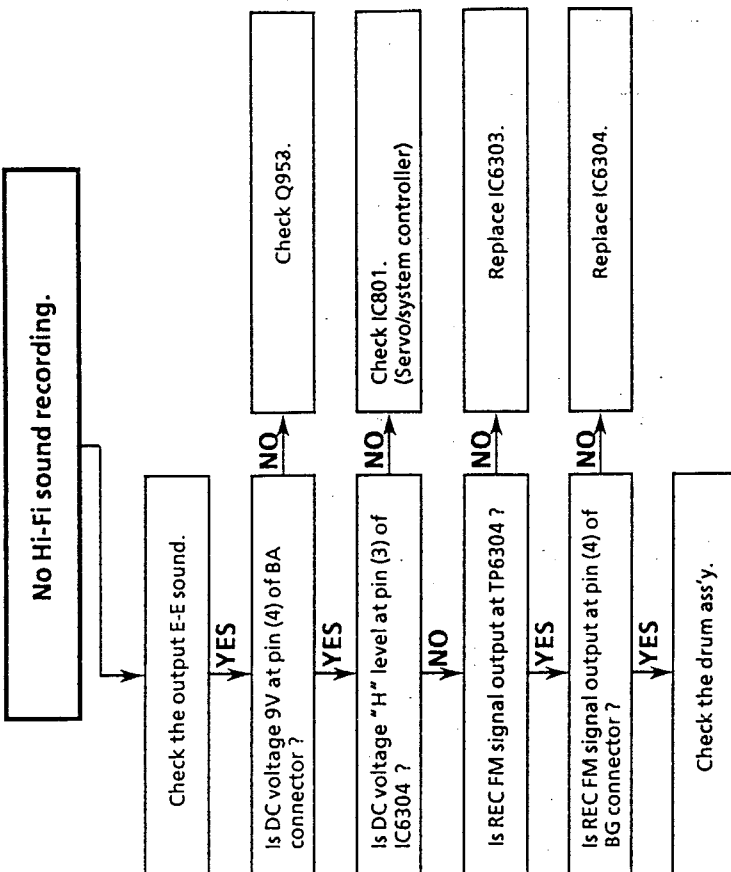 No Hi-Fi sound recording.
Check the output E-E sound.
YES
Is DC voltage 9V at pin (4) of BA
connector ?
NO
Check Q953.
YES
Is DC voltage "H" level at pin (3) of
IC6304 ?
NO
Check IC801.
(Servo/system controller)
NO
Is REC FM signal output at TP6304 ?
NO
Replace IC6303.
YES
Is REC FM signal output at pin (4) of
BG connector ?
NO
Replace IC6304.
YES
Check the drum ass'y.